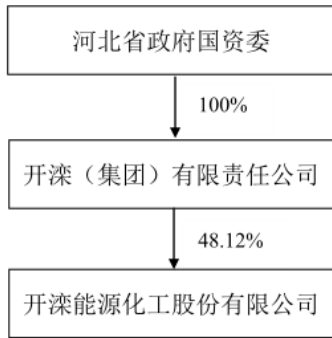 河北省政府国资委
100%
开滦（集团）有限责任公司
48.12%
开滦能源化工股份有限公司